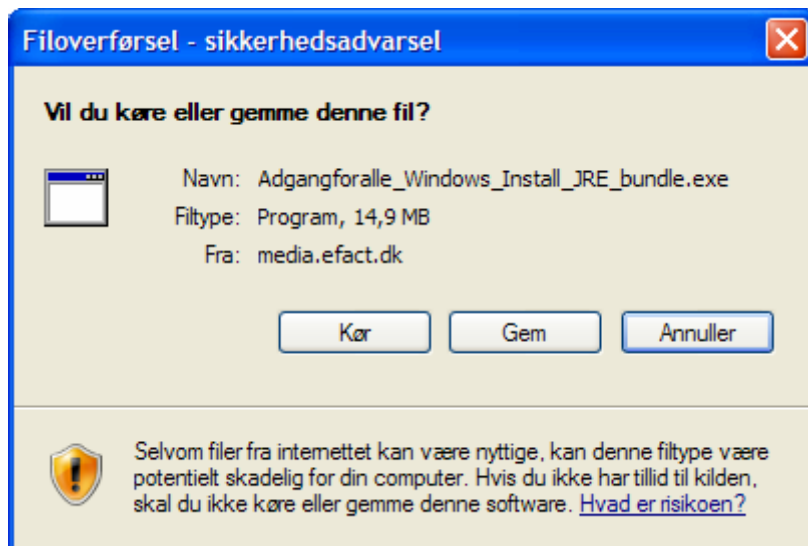 Filoverførsel - sikkerhedsadvarsel
Vil du køre eller gemme denne fil?
Navn: Adgangforalle_Windows_Install_JRE_bundle.exe
Filtype: Program, 14,9 MB
Fra: media.efact.dk
Kør Gem Annuller
Selvom filer fra internettet kan være nyttige, kan denne filtype være
potentielt skadelig for din computer. Hvis du ikke har tillid til kilden,
skal du ikke køre eller gemme denne software. Hvad er risikoen?